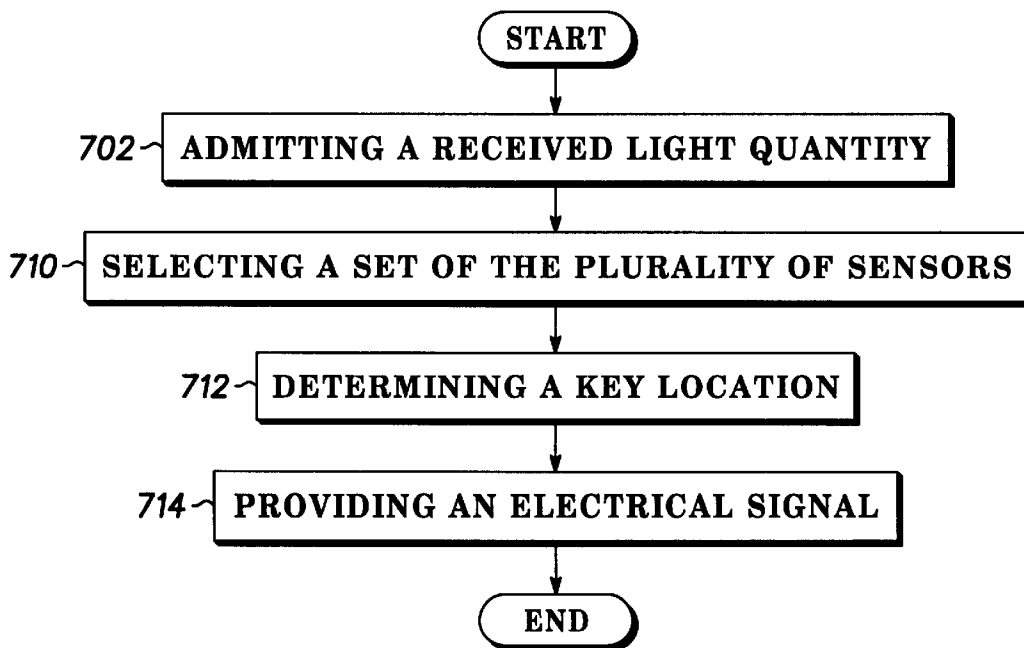 START
702 ADMITTING A RECEIVED LIGHT QUANTITY
710 SELECTING A SET OF THE PLURALITY OF SENSORS
712 DETERMINING A KEY LOCATION
714 PROVIDING AN ELECTRICAL SIGNAL
END